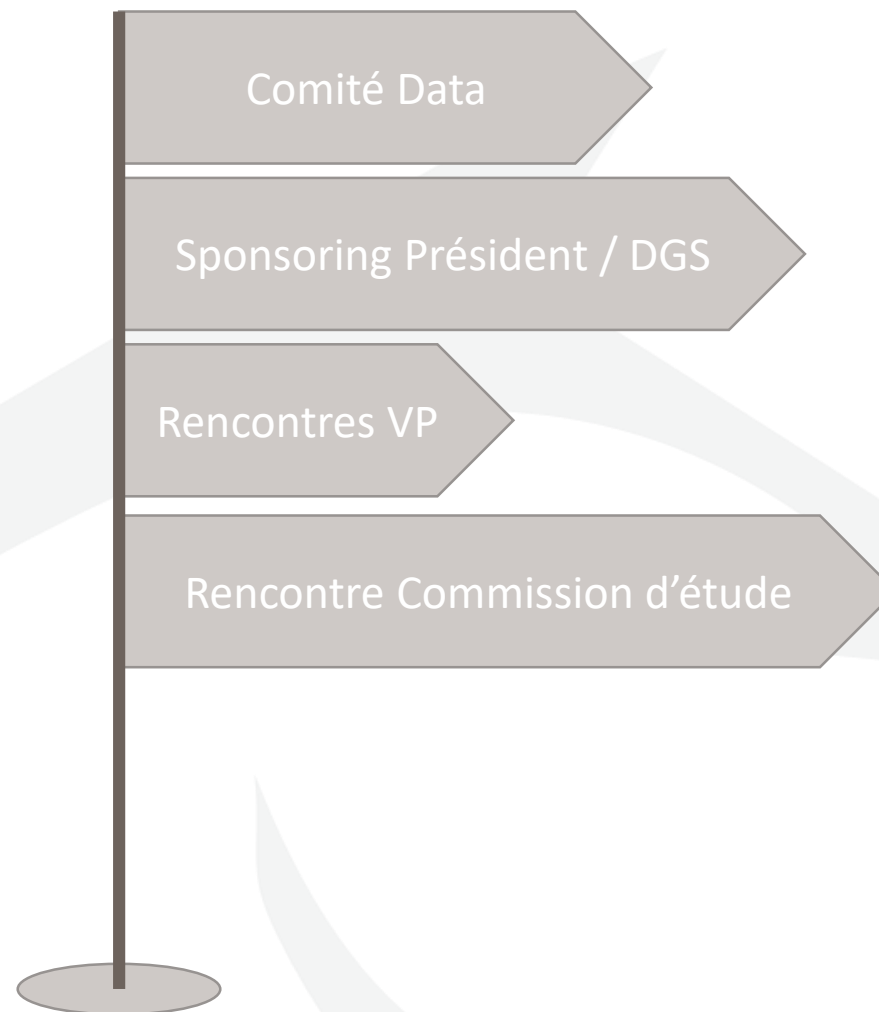 Comité Data
Sponsoring Président / DGS
Rencontres VP
Rencontre Commission d’étude